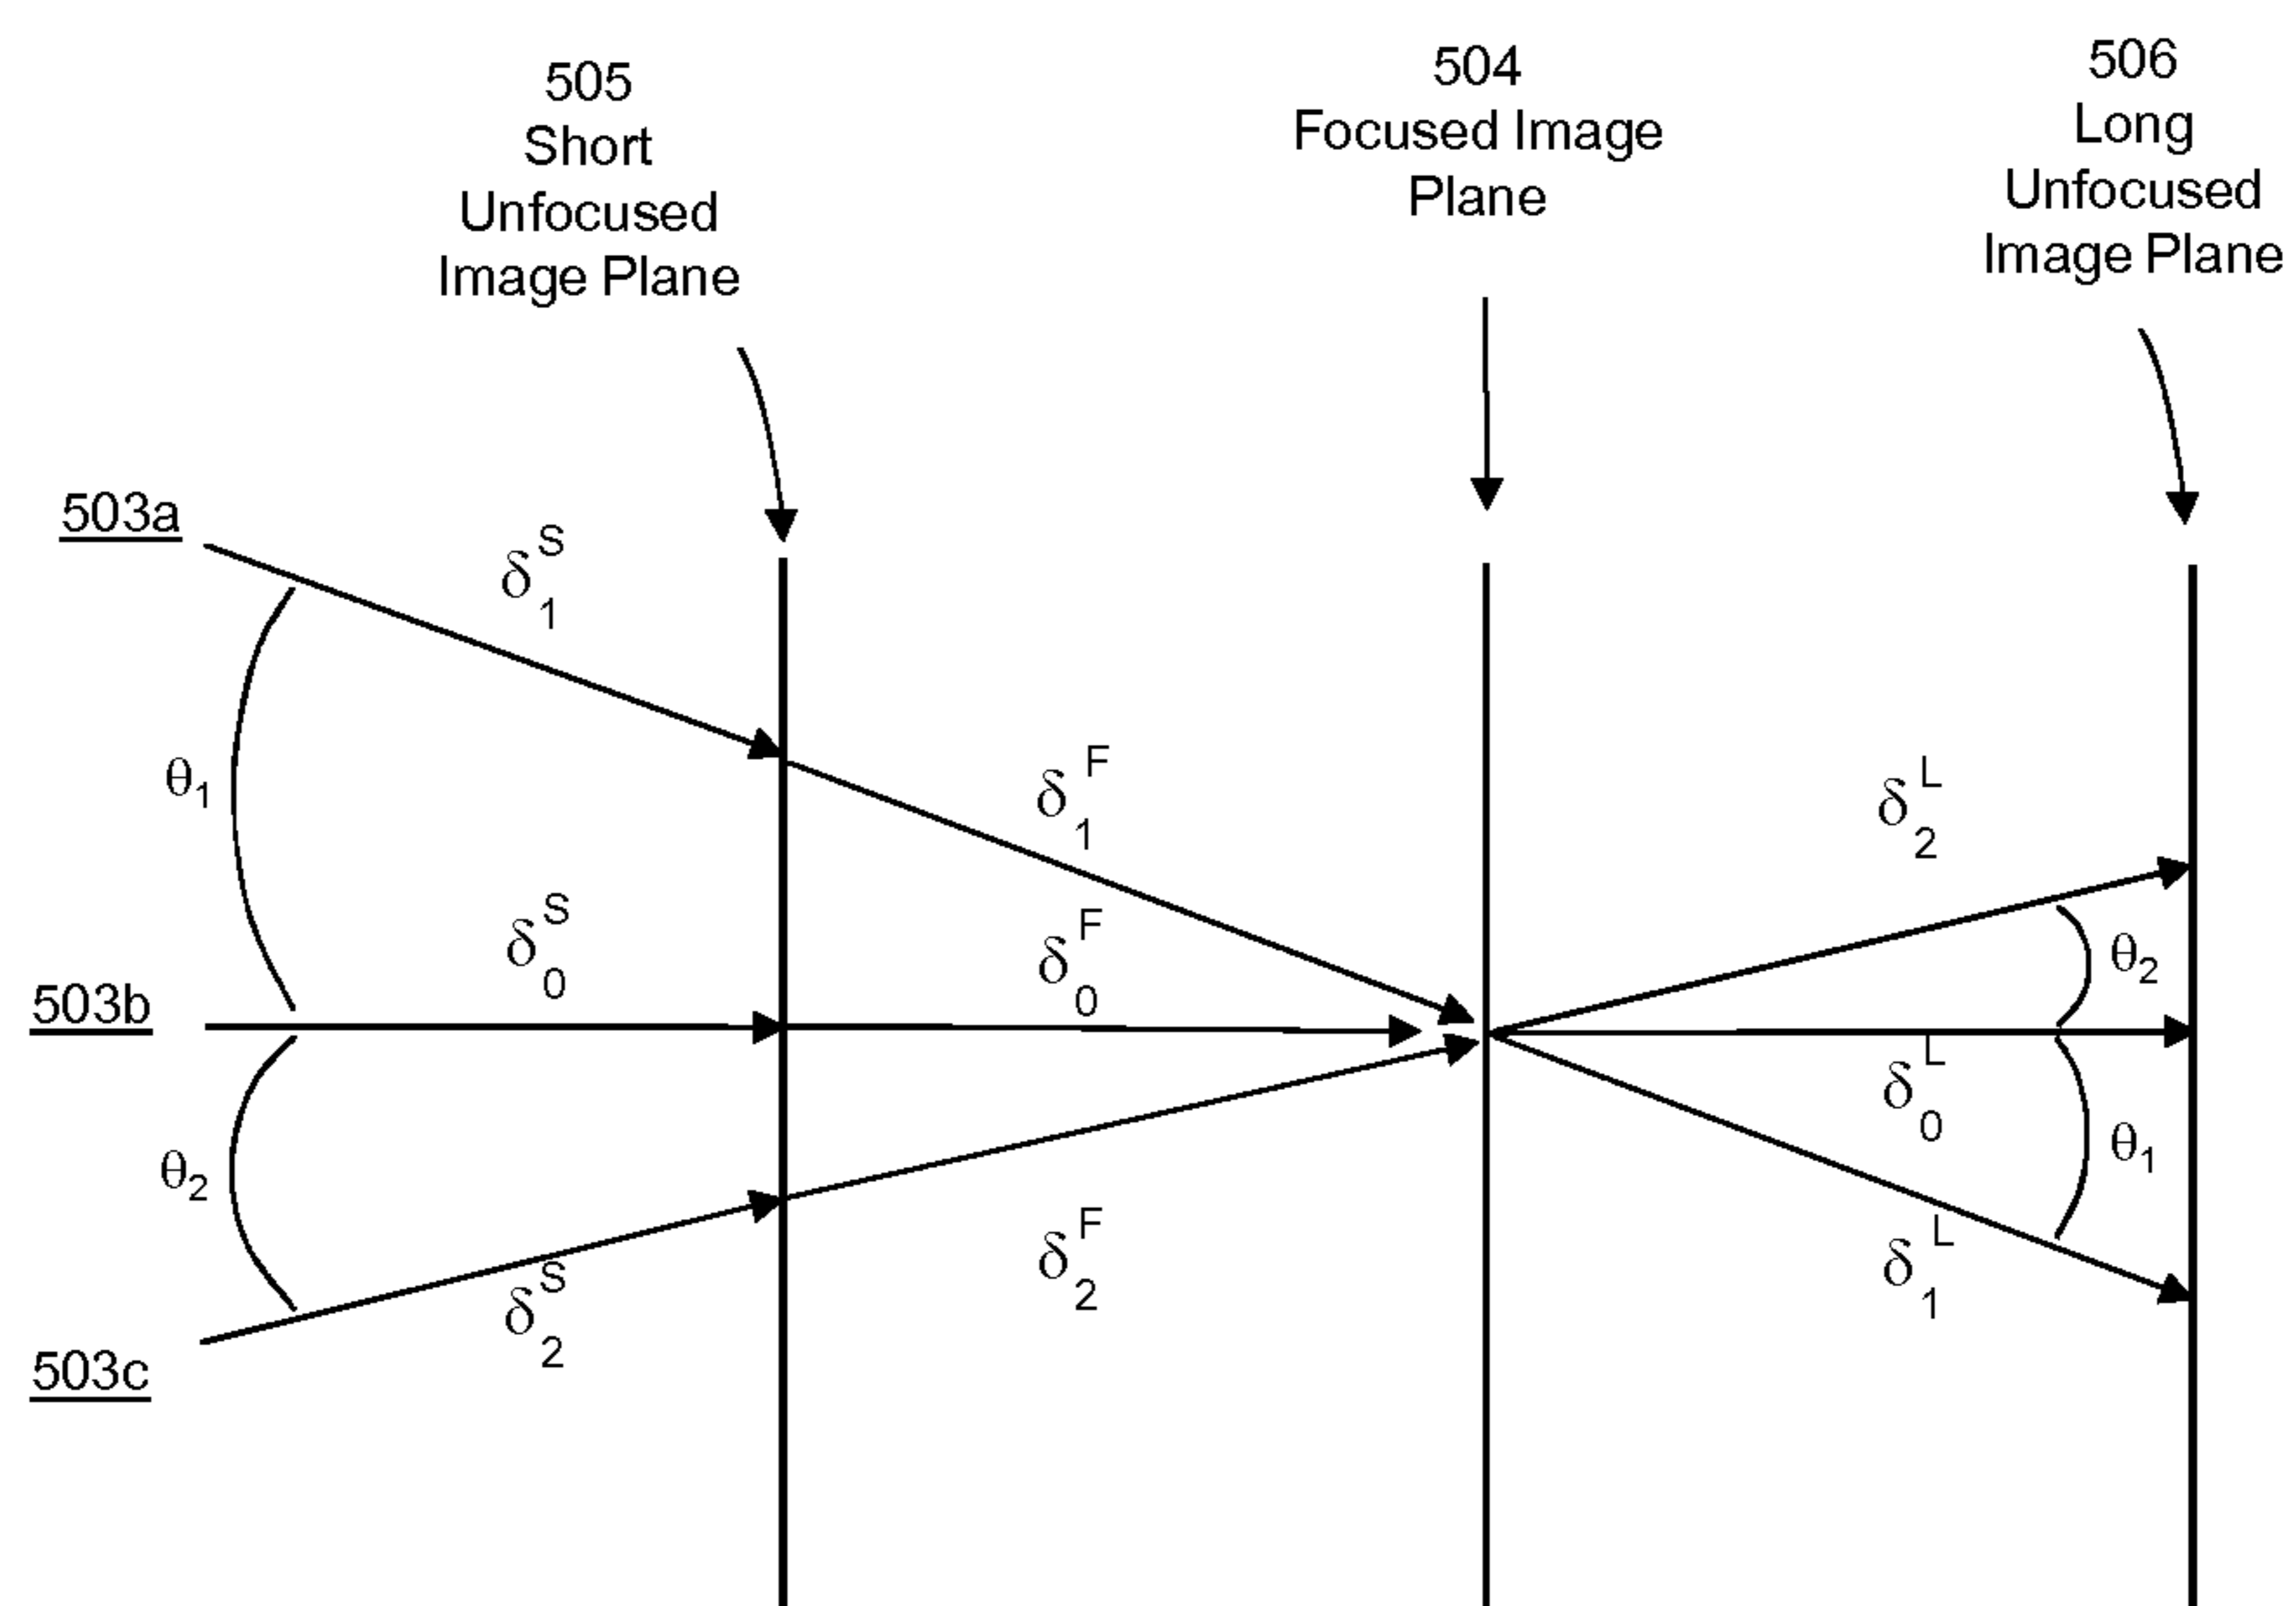 505
Short
Unfocused
Image Plane
504
Focused Image
Plane
506
Long
Unfocused
Image Plane
503a
δ₁ˢ
θ₁
δ₁ᶠ
δ₂ᴸ
503b
δ₀ˢ
δ₀ᶠ
θ₂
δ₀ᴸ
θ₂
θ₁
503c
δ₂ˢ
δ₂ᶠ
δ₁ᴸ